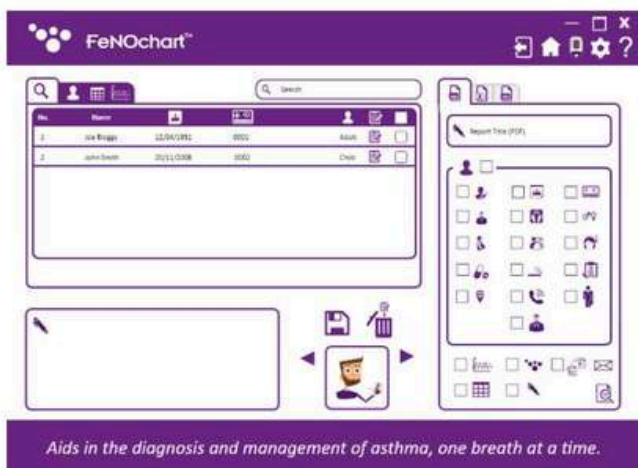 FeNOchart™
Search
No. Name
1 Joe Bloggs 12/04/1992 0001 Adult
2 John Smith 20/11/2008 0002 Child
Report Title (PDF)
Aids in the diagnosis and management of asthma, one breath at a time.